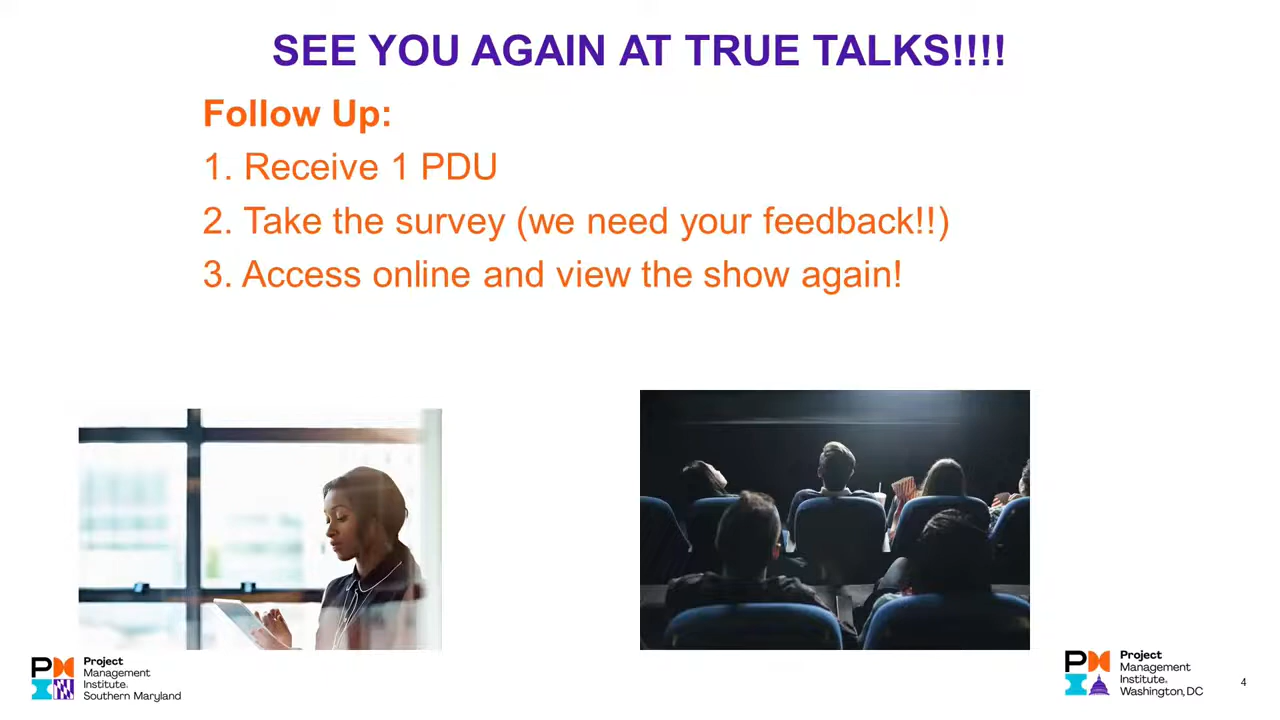 SEE YOU AGAIN AT TRUE TALKS!!!!
Follow Up:
1. Receive 1 PDU
2. Take the survey (we need your feedback!!)
3. Access online and view the show again!
Project
Management
Institute.
Southern Maryland
Project
Management
Institute.
Washington, DC
4